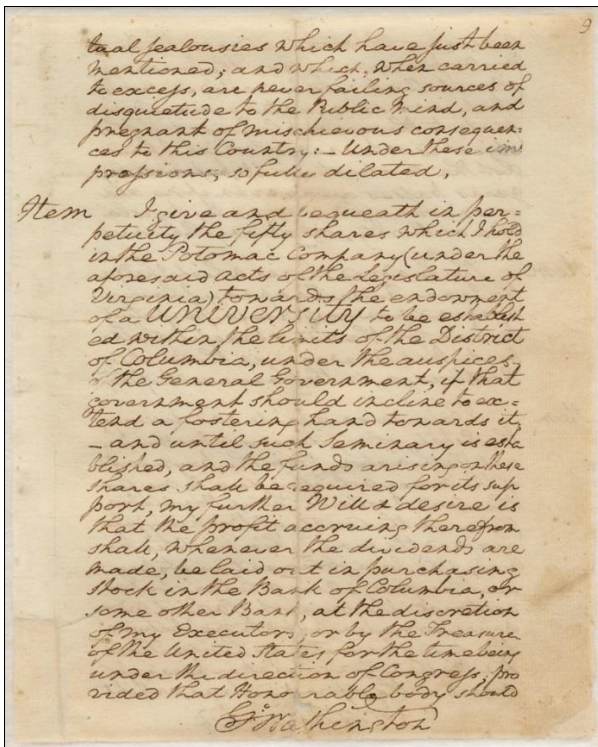 9
tual jealousies which have just been
mentioned; and which, when carried
to excess, are never failing sources of
disquietude to the Public mind, and
pregnant of mischievous consequen=
ces to this Country:— Under these im
pressions, so fully dilated,
Item I give and bequeath in per=
petuity the fifty shares which I hold
in the Potomac Company (under the
aforesaid Acts of the Legislature of
Virginia) towards the endowment
of a UNIVERSITY to be establish
ed within the limits of the District
of Columbia, under the auspices
of the General Government, if that
government should incline to ex=
tend a fostering hand towards it,
— and until such Seminary is esta
blished, and the funds arising on these
shares shall be required for its sup
port, my further Will & desire is
that the profit accruing therefrom
shall, whenever the dividends are
made, be laid out in purchasing
stock in the Bank of Columbia, or
some other Bank, at the discretion
of my Executors, or by the Treasurer
of the United States for the time being
under the direction of Congress, pro
vided that Honourable body should
Go: Washington